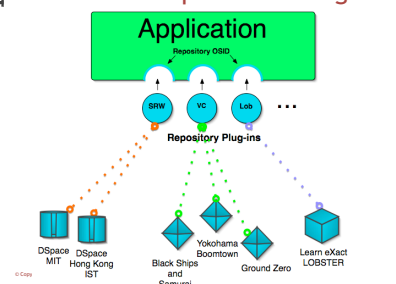 Application
Repository OSID
SRW
VC
Lob
...
Repository Plug-ins
DSpace
MIT
DSpace
Hong Kong
IST
Black Ships
and
Samurai
Yokohama
Boomtown
Ground Zero
Learn eXact
LOBSTER
© Copy